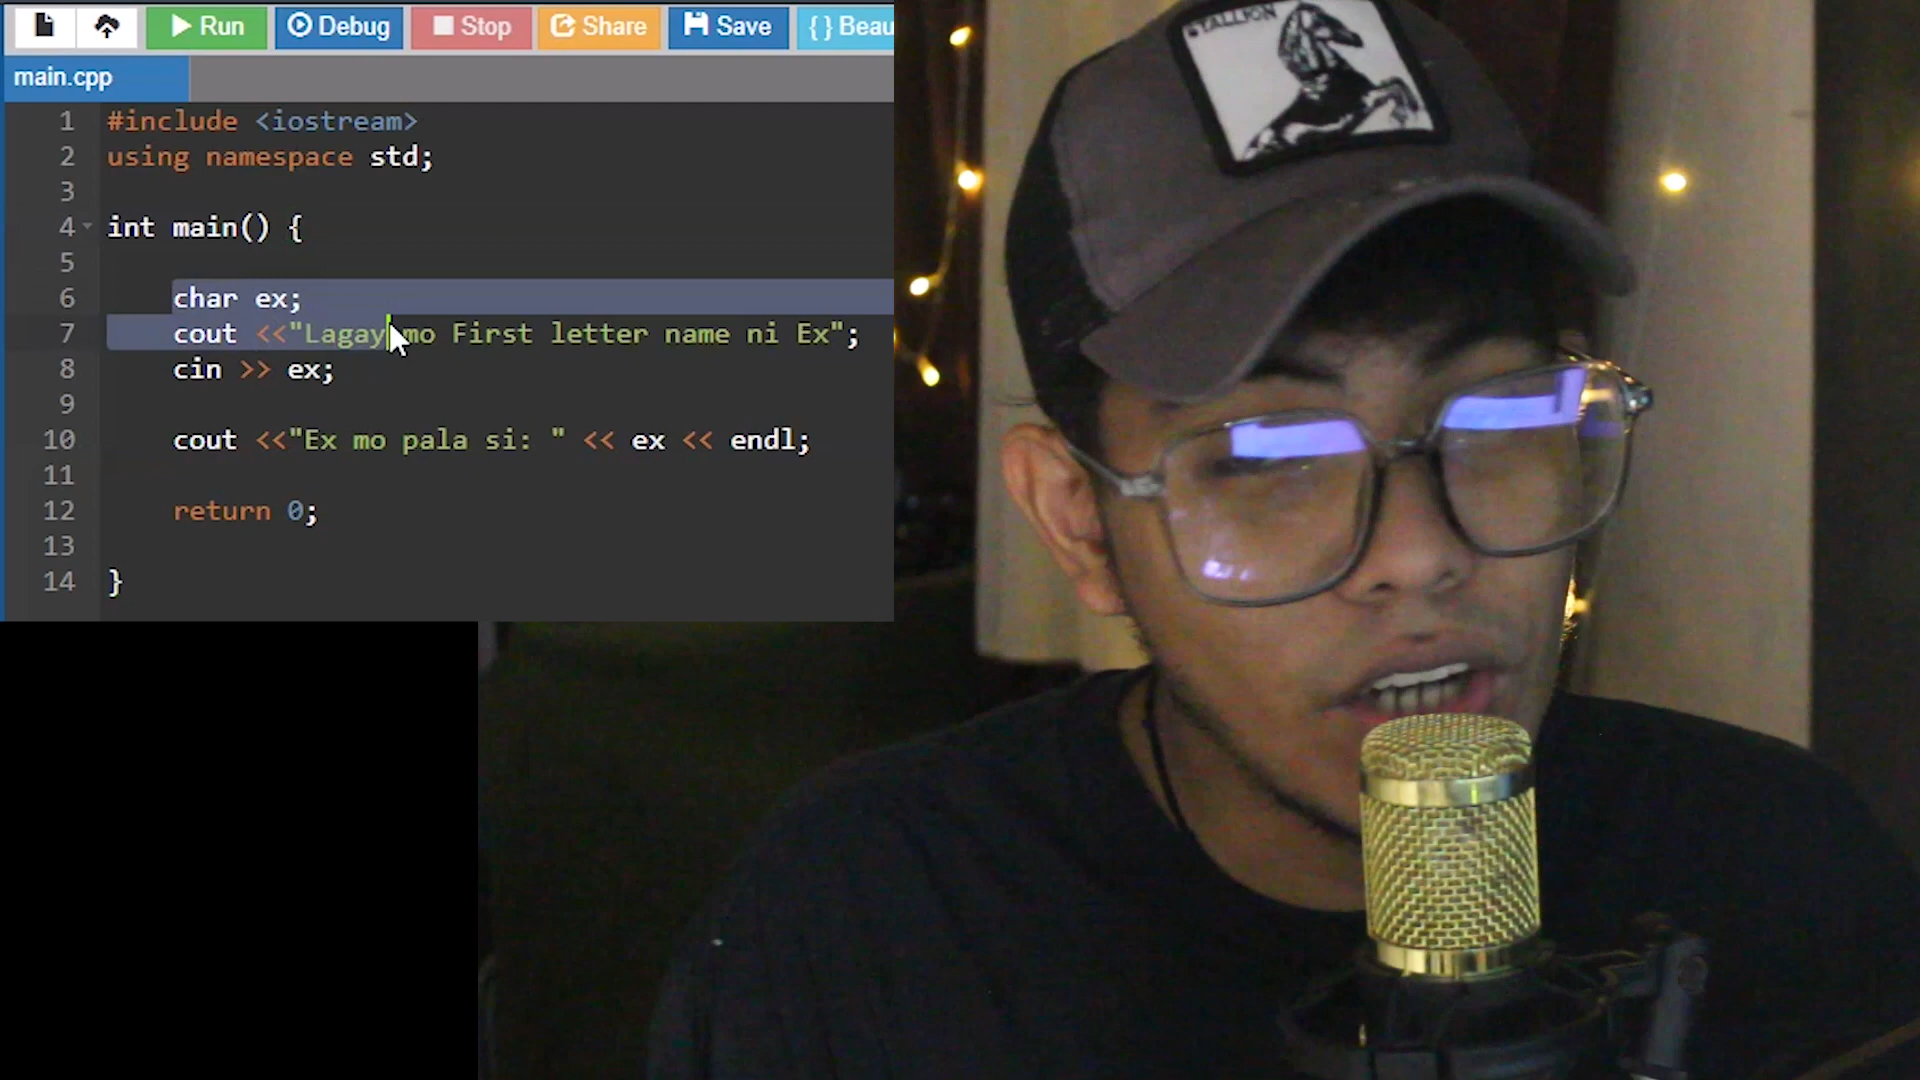 Run Debug Stop Share Save { } Beau
main.cpp
1 #include <iostream>
2 using namespace std;
3
4 int main() {
5
6 char ex;
7 cout <<"Lagay mo First letter name ni Ex";
8 cin >> ex;
9
10 cout <<"Ex mo pala si: " << ex << endl;
11
12 return 0;
13
14 }
STALLION